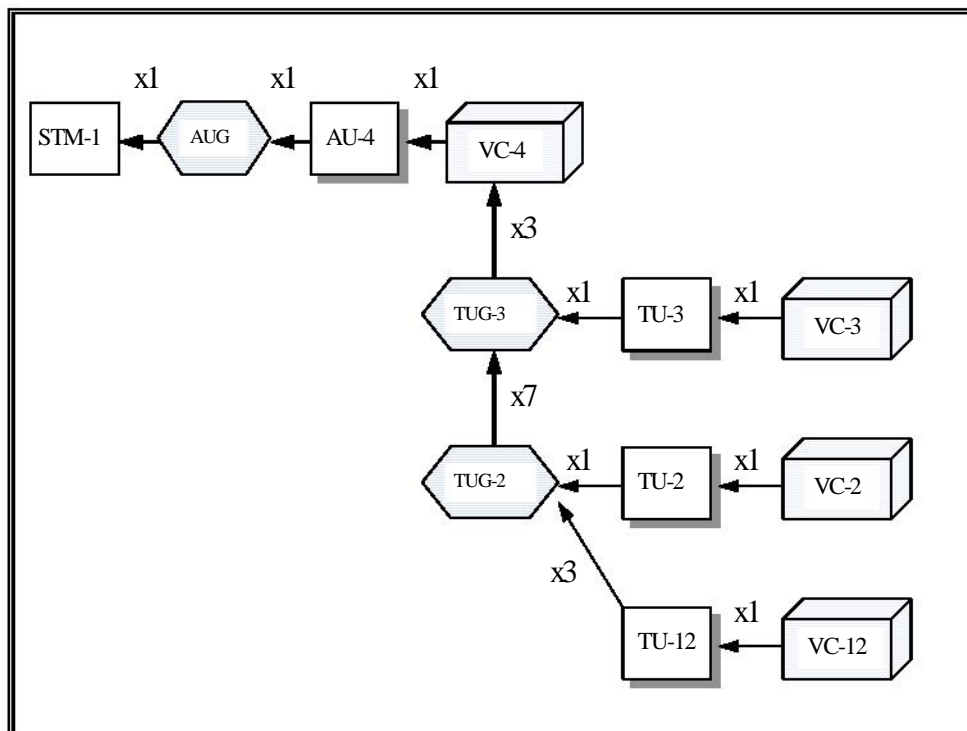 x1 x1 x1
STM-1 AUG AU-4 VC-4
x3
x1 x1
TUG-3 TU-3 VC-3
x7
x1 x1
TUG-2 TU-2 VC-2
x3
x1
TU-12 VC-12